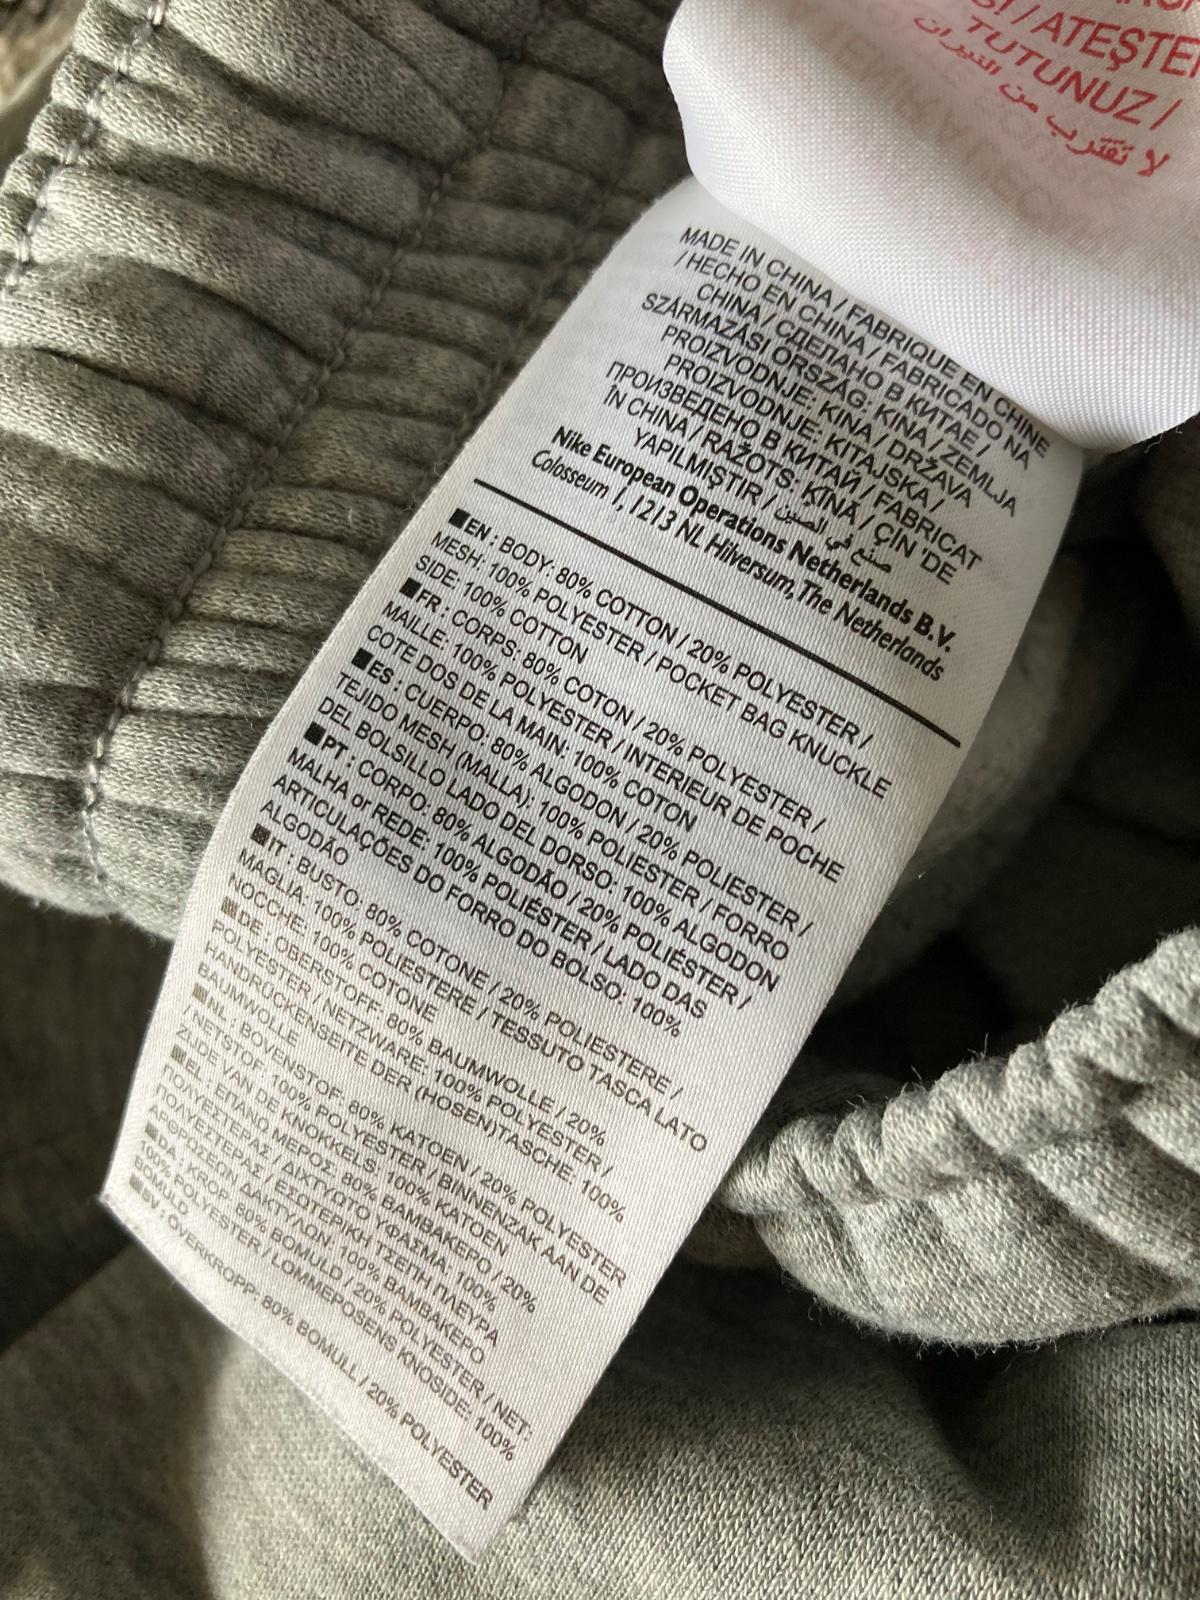 ATEŞTE
TUTUNUZ /
لا تقترب من النيران
MADE IN CHINA / FABRIQUE EN CHINE
/ HECHO EN CHINA / FABRICADO NA
CHINA / СДЕЛАНО В КИТАЕ /
SZÁRMAZÁSI ORSZÁG: KINA / ZEMLJA
PROIZVODNJE: KINA / DRŽAVA
PROIZVODNJE: KITAJSKA /
ПРОИЗВЕДЕНО В КИТАЙ / FABRICAT
ÎN CHINA / RAŽOTS: ĶĪNĀ / ÇİN 'DE
YAPILMIŞTIR / صنع في الصين
Nike European Operations Netherlands B.V.
Colosseum 1, 1213 NL Hilversum, The Netherlands
EN : BODY: 80% COTTON / 20% POLYESTER /
MESH: 100% POLYESTER / POCKET BAG KNUCKLE
SIDE: 100% COTTON
FR : CORPS: 80% COTON / 20% POLYESTER /
MAILLE: 100% POLYESTER / INTERIEUR DE POCHE
COTE DOS DE LA MAIN: 100% COTON
ES : CUERPO: 80% ALGODON / 20% POLIESTER /
TEJIDO MESH (MALLA): 100% POLIESTER / FORRO
DEL BOLSILLO LADO DEL DORSO: 100% ALGODON
PT : CORPO: 80% ALGODÃO / 20% POLIÉSTER /
MALHA or REDE: 100% POLIÉSTER / LADO DAS
ARTICULAÇÕES DO FORRO DO BOLSO: 100%
ALGODÃO
IT : BUSTO: 80% COTONE / 20% POLIESTERE /
MAGLIA: 100% POLIESTERE / TESSUTO TASCA LATO
NOCCHE: 100% COTONE
DE : OBERSTOFF: 80% BAUMWOLLE / 20%
POLYESTER / NETZWARE: 100% POLYESTER /
HANDRÜCKENSEITE DER (HOSEN)TASCHE: 100%
BAUMWOLLE
NL : BOVENSTOF: 80% KATOEN / 20% POLYESTER
/ NETSTOF: 100% POLYESTER / BINNENZAK AAN DE
ZIJDE VAN DE KNOKKELS: 100% KATOEN
EL : ΕΠΑΝΩ ΜΕΡΟΣ: 80% ΒΑΜΒΑΚΕΡΟ / 20%
ΠΟΛΥΕΣΤΕΡΑΣ / ΔΙΧΤΥΩΤΟ ΥΦΑΣΜΑ: 100%
ΠΟΛΥΕΣΤΕΡΑΣ / ΕΣΩΤΕΡΙΚΗ ΤΣΕΠΗ ΠΛΕΥΡΑ
ΑΡΘΡΩΣΕΩΝ ΔΑΚΤΥΛΩΝ: 100% ΒΑΜΒΑΚΕΡΟ
DA : KROP: 80% BOMULD / 20% POLYESTER / NET:
100% POLYESTER / LOMMEPOSENS KNOSIDE: 100%
BOMULD
SV : ÖVERKROPP: 80% BOMULL / 20% POLYESTER